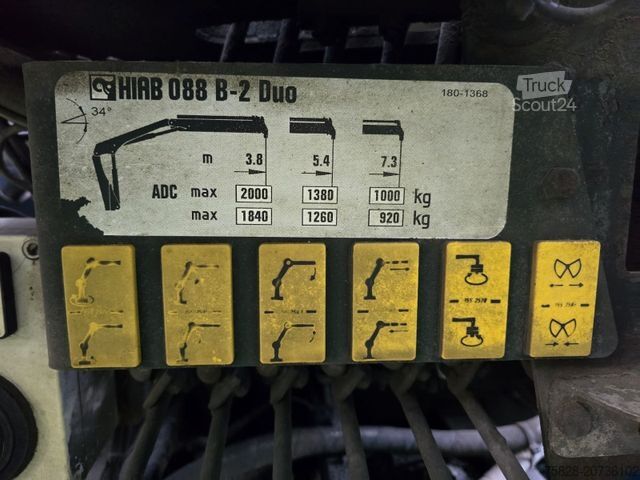 HIAB 088 B-2 Duo
180-1368
Truck
Scout24
34°
m 3.8 5.4 7.3
ADC max 2000 1380 1000 kg
max 1840 1260 920 kg